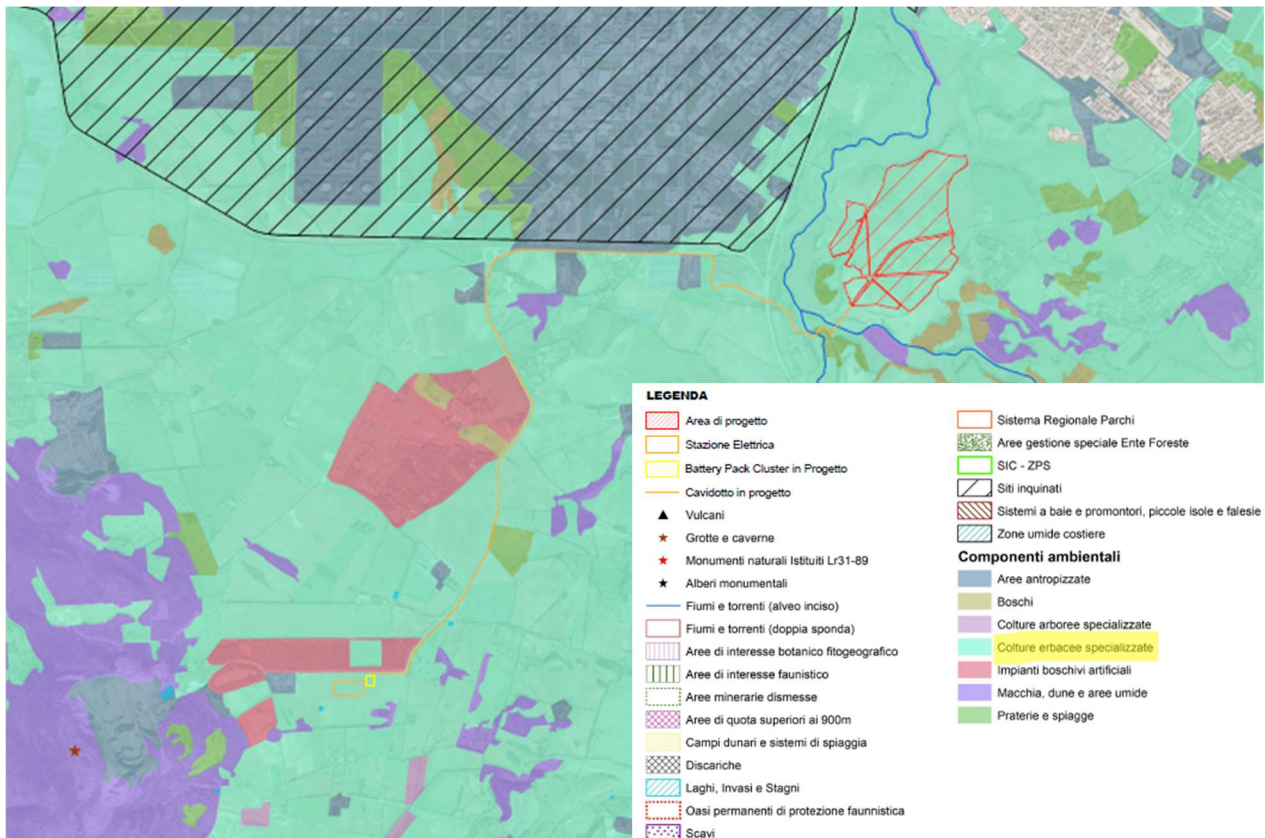 LEGENDA
Area di progetto
Stazione Elettrica
Battery Pack Cluster in Progetto
Cavidotto in progetto
Vulcani
Grotte e caverne
Monumenti naturali Istituiti Lr31-89
Alberi monumentali
Fiumi e torrenti (alveo inciso)
Fiumi e torrenti (doppia sponda)
Aree di interesse botanico fitogeografico
Aree di interesse faunistico
Aree minerarie dismesse
Aree di quota superiori ai 900m
Campi dunari e sistemi di spiaggia
Discariche
Laghi, Invasi e Stagni
Oasi permanenti di protezione faunnistica
Scavi
Sistema Regionale Parchi
Aree gestione speciale Ente Foreste
SIC - ZPS
Siti inquinati
Sistemi a baie e promontori, piccole isole e falesie
Zone umide costiere
Componenti ambientali
Aree antropizzate
Boschi
Colture arboree specializzate
Colture erbacee specializzate
Impianti boschivi artificiali
Macchia, dune e aree umide
Praterie e spiagge